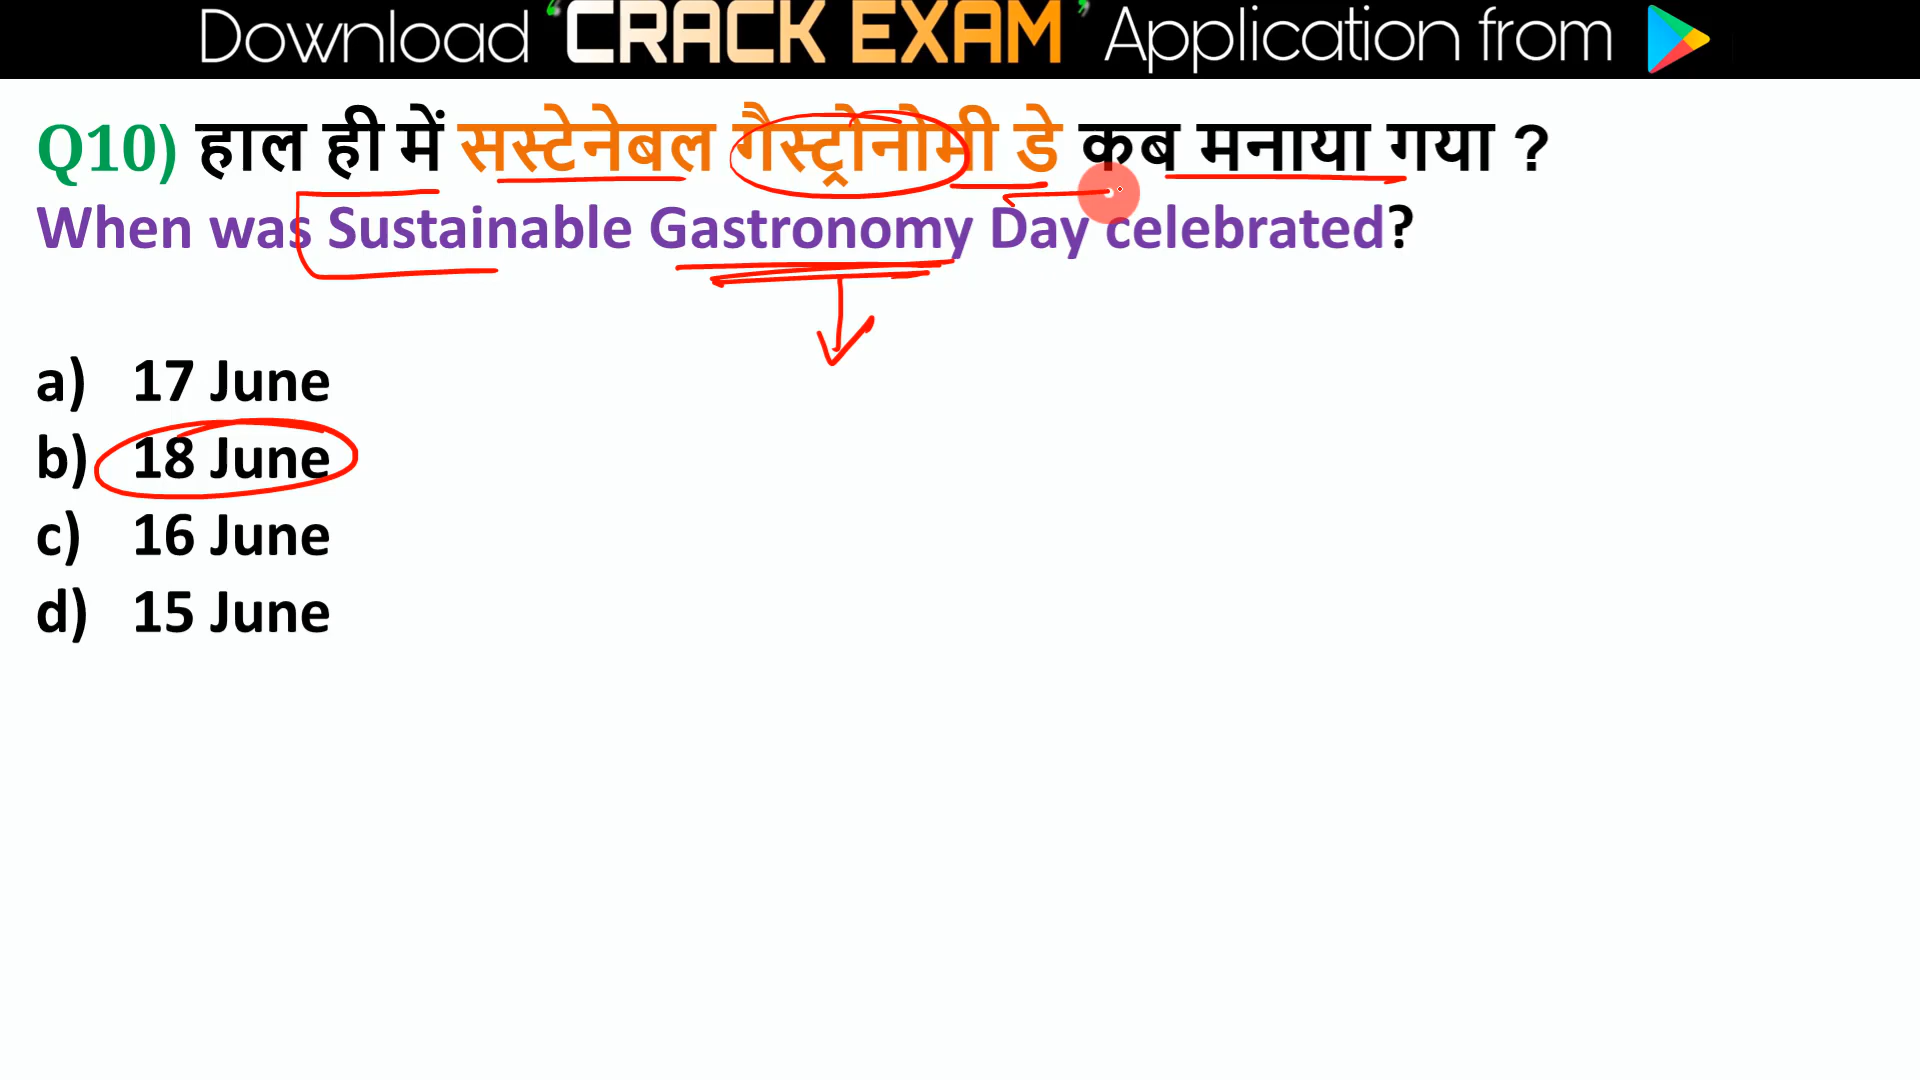 Download ‘CRACK EXAM’ Application from
Q10) हाल ही में सस्टेनेबल गैस्ट्रोनोमी डे कब मनाया गया ?
When was Sustainable Gastronomy Day celebrated?
a) 17 June
b) 18 June
c) 16 June
d) 15 June